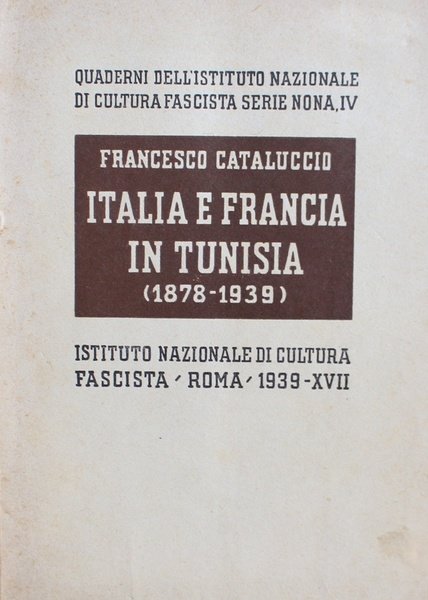 QUADERNI DELL'ISTITUTO NAZIONALE
DI CULTURA FASCISTA SERIE NONA, IV
FRANCESCO CATALUCCIO
ITALIA E FRANCIA
IN TUNISIA
(1878-1939)
ISTITUTO NAZIONALE DI CULTURA
FASCISTA ⁄ ROMA ⁄ 1939-XVII